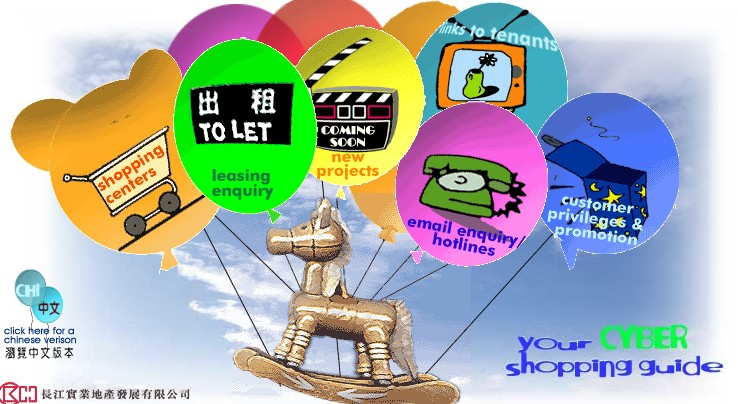 links to tenants
出 租
TO LET
COMING
SOON
shopping
centers
leasing
enquiry
new
projects
customer
privileges &
promotion
email enquiry/
hotlines
CHI
中文
click here for a
chinese verison
瀏覽中文版本
your CYBER
shopping guide
長江實業地產發展有限公司